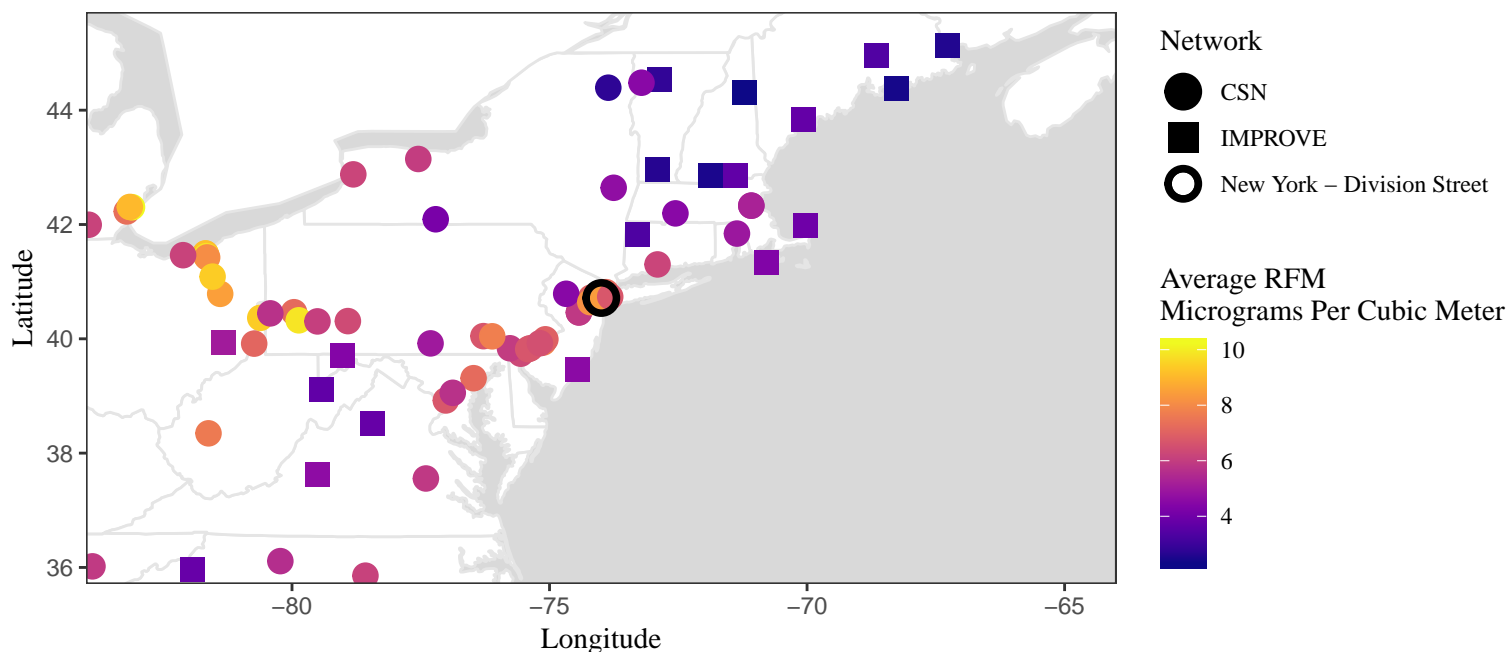 44
42
40
38
36
Latitude
−80
−75
−70
−65
Longitude
Network
CSN
IMPROVE
New York − Division Street
Average RFM
Micrograms Per Cubic Meter
10
8
6
4